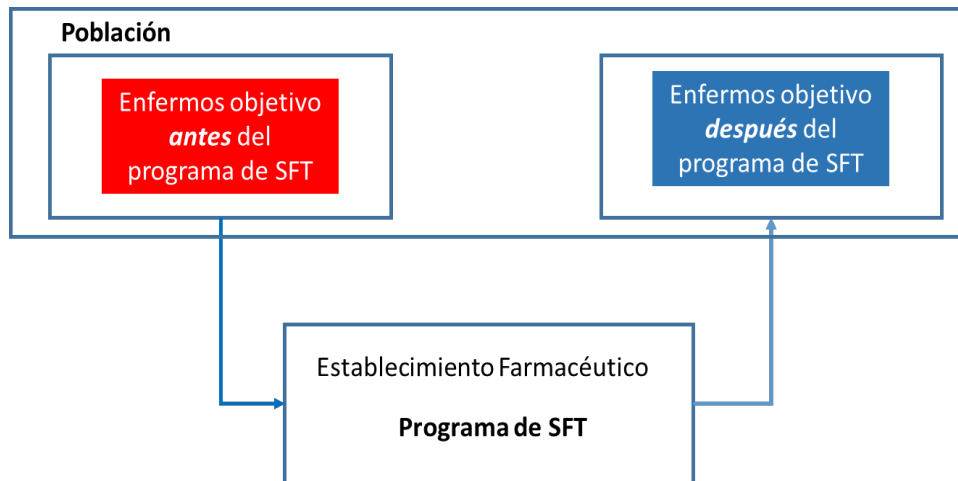 Población
Enfermos objetivo
antes del
programa de SFT
Enfermos objetivo
después del
programa de SFT
Establecimiento Farmacéutico
Programa de SFT